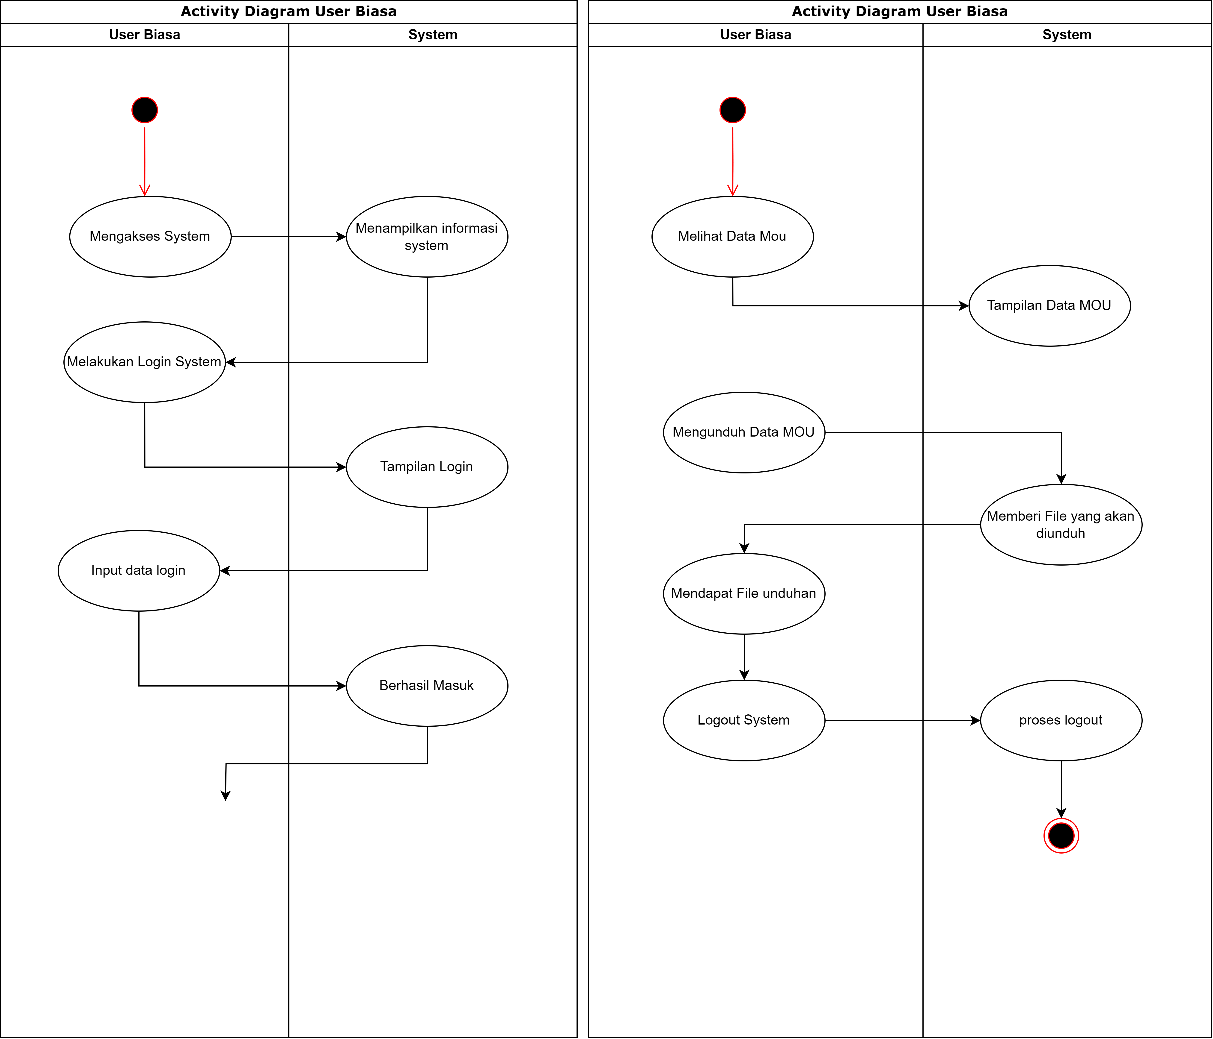 Activity Diagram User Biasa
User Biasa
System
Mengakses System
Menampilkan informasi
system
Melakukan Login System
Tampilan Login
Input data login
Berhasil Masuk
Activity Diagram User Biasa
User Biasa
System
Melihat Data Mou
Tampilan Data MOU
Mengunduh Data MOU
Memberi File yang akan
diunduh
Mendapat File unduhan
Logout System
proses logout